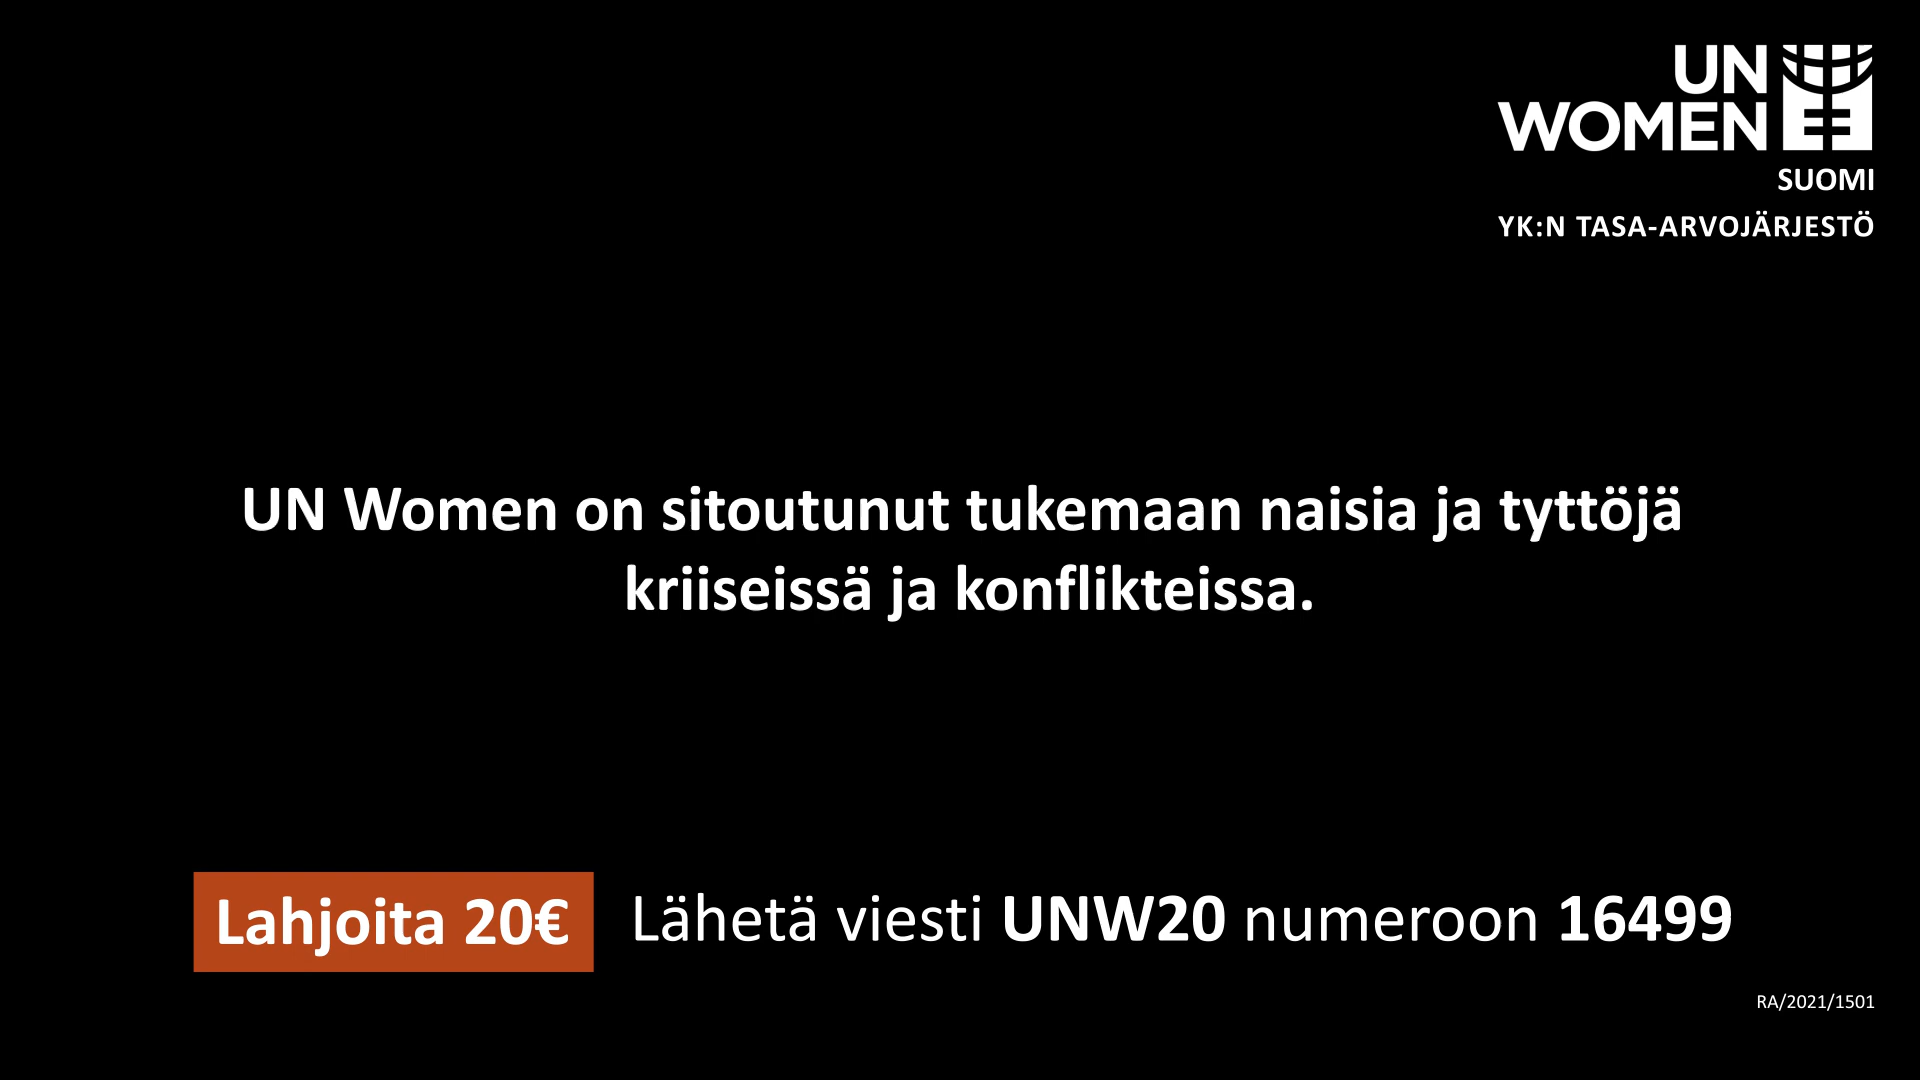 UN
WOMEN
SUOMI
YK:N TASA-ARVOJÄRJESTÖ
UN Women on sitoutunut tukemaan naisia ja tyttöjä
kriiseissä ja konflikteissa.
Lahjoita 20€ Lähetä viesti UNW20 numeroon 16499
RA/2021/1501